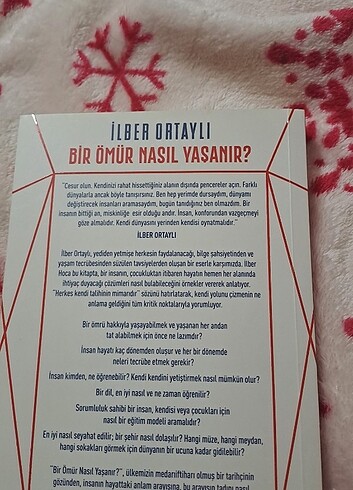 İLBER ORTAYLI
BİR ÖMÜR NASIL YAŞANIR?
"Cesur olun. Kendinizi rahat hissettiğiniz alanın dışında pencereler açın. Farklı
dünyalarla ancak böyle tanışırsınız. Ben hep yerimde dursaydım, dünyamı
değiştirecek insanları aramasaydım, bugün tanıdığınız ben olmazdım. Bir
insanın bittiği an, miskinliğe esir olduğu andır. İnsan, konforundan vazgeçmeyi
göze almalıdır. Kendi dünyasını yerinden kendisi oynatmalıdır."
İLBER ORTAYLI
İlber Ortaylı, yediden yetmişe herkesin faydalanacağı, bilge şahsiyetinden ve
yaşam tecrübesinden süzülen tavsiyelerden oluşan bir eserle karşımızda. İlber
Hoca bu kitapta, bir insanın, çocukluktan itibaren hayatın hemen her alanında
ihtiyaç duyacağı çözümleri nasıl bulabileceğini örnekler vererek anlatıyor.
"Herkes kendi talihinin mimarıdır" sözünü hatırlatarak, kendi yolunu çizmenin ne
anlama geldiğini tüm kritik noktalarıyla yorumluyor.
Bir ömrü hakkıyla yaşayabilmek ve yaşanan her andan
tat alabilmek için önce ne lazımdır?
İnsan hayatı kaç dönemden oluşur ve her bir dönemde
neleri tecrübe etmek gerekir?
İnsan kimden, ne öğrenebilir? Kendi kendini yetiştirmek nasıl mümkün olur?
Bir dil, en iyi nasıl ve ne zaman öğrenilir?
Sorumluluk sahibi bir insan, kendisi veya çocukları için
nasıl bir eğitim modeli aramalıdır?
En iyi nasıl seyahat edilir; bir şehir nasıl dolaşılır? Hangi müze, hangi meydan,
hangi sokakları görmek için dünyanın bir ucuna kadar gidilebilir?
"Bir Ömür Nasıl Yaşanır?", ülkemizin medarıiftiharı olmuş bir tarihçinin
gözünden, insanın hayattaki anlam arayışına, bu arayışın tadını nasıl